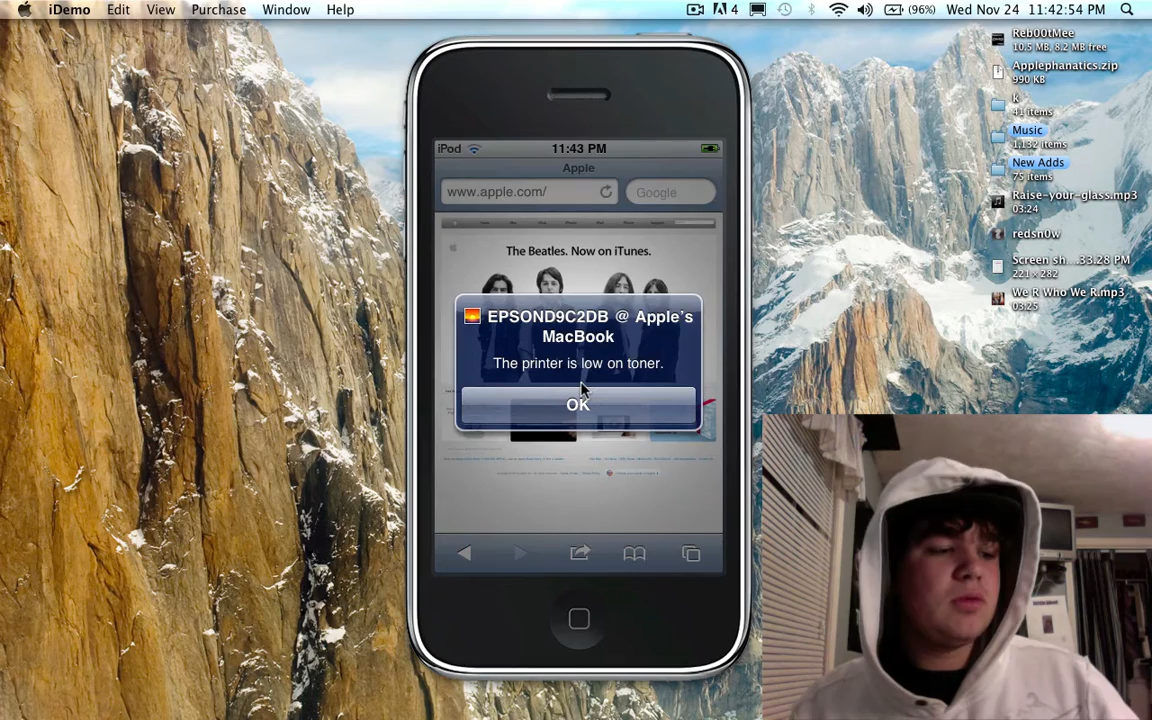 iDemo Edit View Purchase Window Help
4 (96%) Wed Nov 24 11:42:54 PM
Reb00tMee
10.5 MB, 8.2 MB free
Applephanatics.zip
990 KB
k
41 items
Music
1,132 items
New Adds
75 items
Raise-your-glass.mp3
03:24
redsn0w
Screen sh...33.28 PM
221×282
We R Who We R.mp3
03:25
iPod 11:43 PM
Apple
www.apple.com/ Google
The Beatles. Now on iTunes.
EPSOND9C2DB @ Apple's
MacBook
The printer is low on toner.
OK